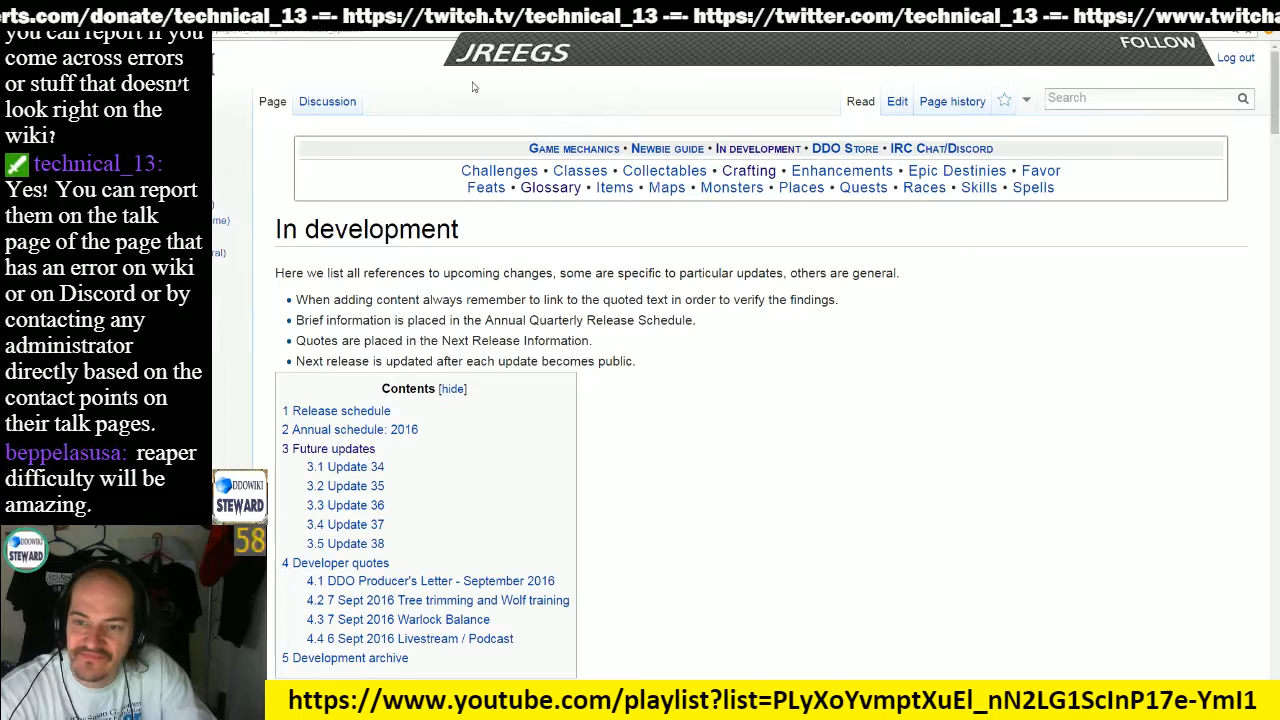 erts.com/donate/technical_13 -=- https://twitch.tv/technical_13 -=- https://twitter.com/technical_13 -=- https://www.twitcha
you can report if you
come across errors
or stuff that doesn't
look right on the
wiki?
technical_13:
Yes! You can report
them on the talk
page of the page that
has an error on wiki
or on Discord or by
contacting any
administrator
directly based on the
contact points on
their talk pages.
beppelasusa: reaper
difficulty will be
amazing.
JREEGS
FOLLOW
Log out
Page Discussion Read Edit Page history Search
Game mechanics • Newbie guide • In development • DDO Store • IRC Chat/Discord
Challenges • Classes • Collectables • Crafting • Enhancements • Epic Destinies • Favor
Feats • Glossary • Items • Maps • Monsters • Places • Quests • Races • Skills • Spells
me)
ral)
In development
Here we list all references to upcoming changes, some are specific to particular updates, others are general.
• When adding content always remember to link to the quoted text in order to verify the findings.
• Brief information is placed in the Annual Quarterly Release Schedule.
• Quotes are placed in the Next Release Information.
• Next release is updated after each update becomes public.
Contents [hide]
1 Release schedule
2 Annual schedule: 2016
3 Future updates
3.1 Update 34
3.2 Update 35
3.3 Update 36
3.4 Update 37
3.5 Update 38
4 Developer quotes
4.1 DDO Producer's Letter - September 2016
4.2 7 Sept 2016 Tree trimming and Wolf training
4.3 7 Sept 2016 Warlock Balance
4.4 6 Sept 2016 Livestream / Podcast
5 Development archive
DDOWIKI
STEWARD
58
DDOWIKI
STEWARD
https://www.youtube.com/playlist?list=PLyXoYvmptXuEl_nN2LG1ScInP17e-YmI1